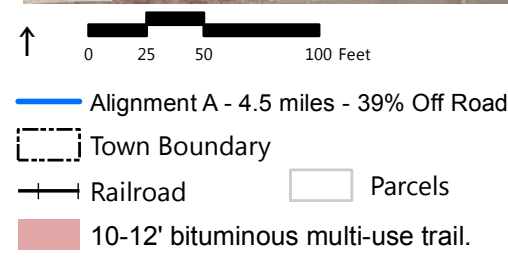 0 25 50 100 Feet
Alignment A - 4.5 miles - 39% Off Road
Town Boundary
Railroad Parcels
10-12' bituminous multi-use trail.